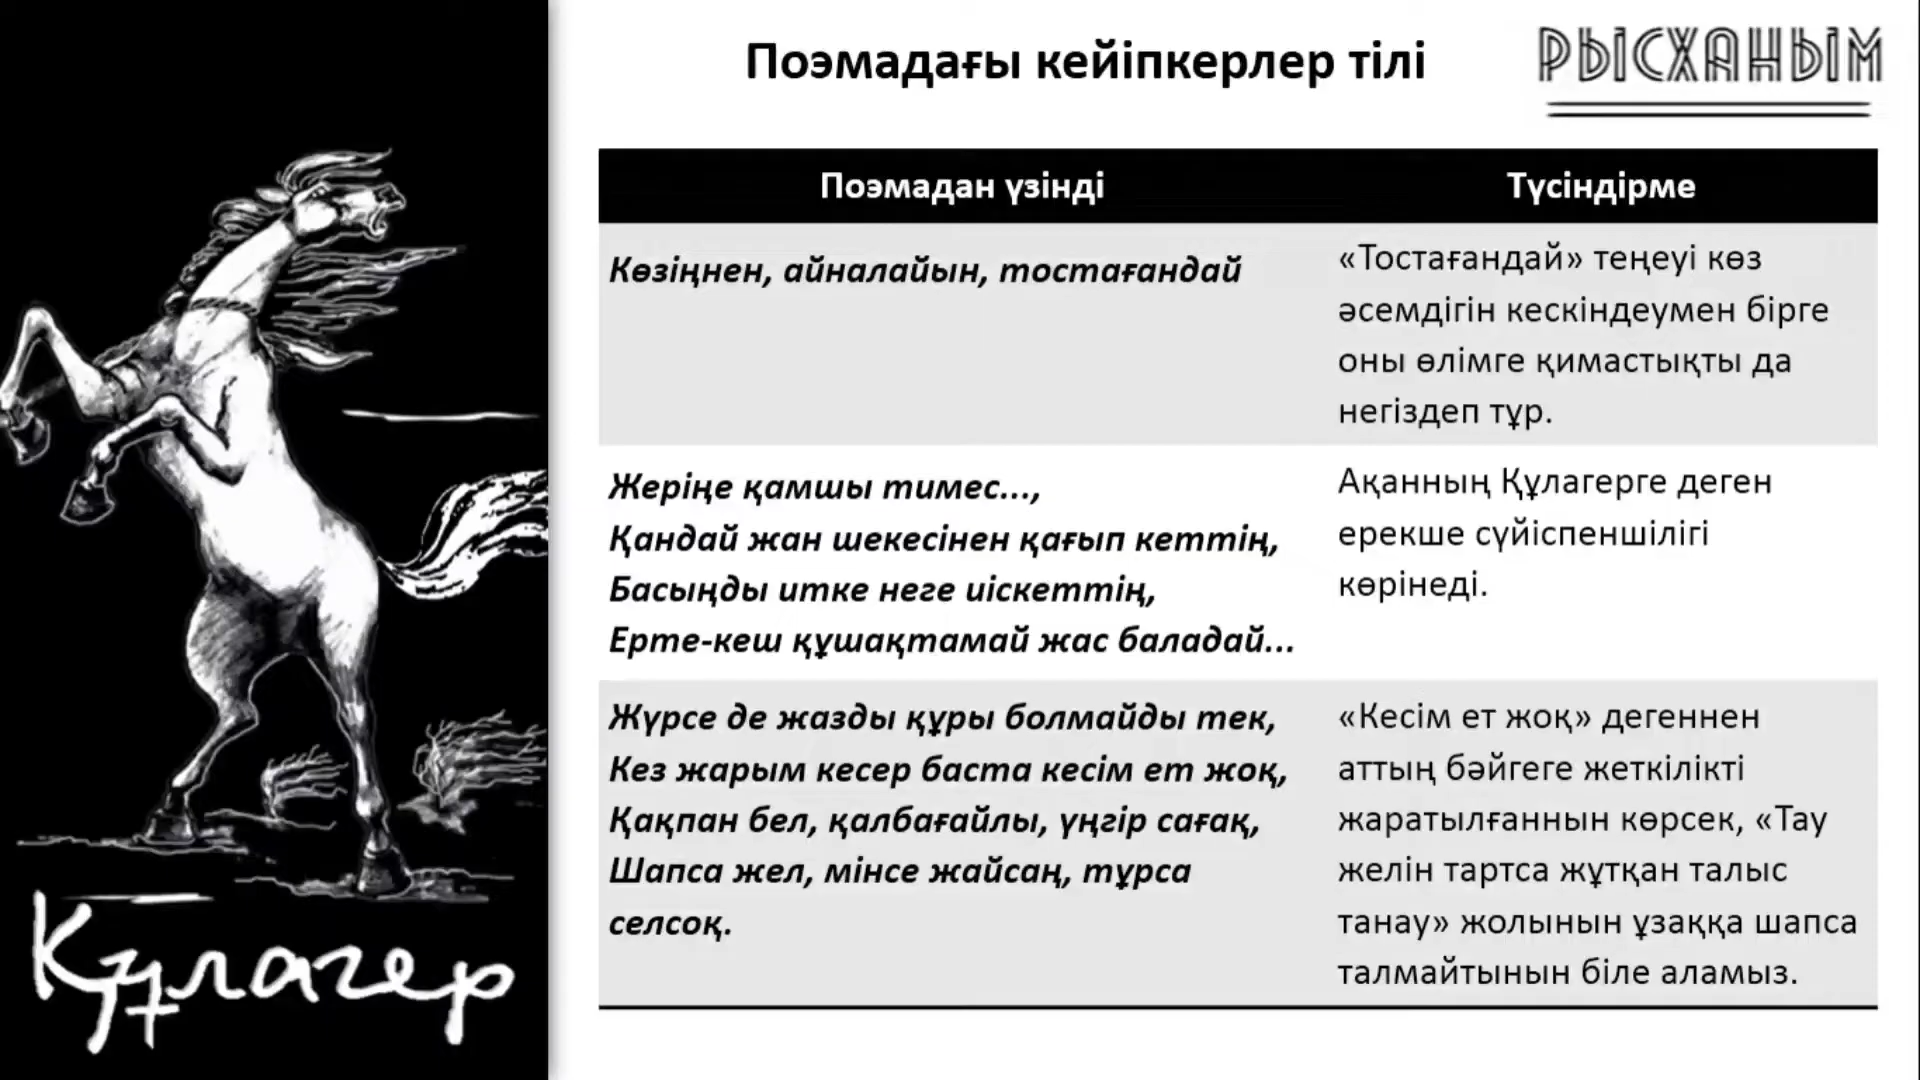 Поэмадағы кейіпкерлер тілі
РЫСХАНЫМ
Поэмадан үзінді
Түсіндірме
Көзіңнен, айналайын, тостағандай
«Тостағандай» теңеуі көз
әсемдігін кескіндеумен бірге
оны өлімге қимастықты да
негіздеп тұр.
Жеріңе қамшы тимес...,
Қандай жан шекесінен қағып кеттің,
Басыңды итке неге иіскеттің,
Ерте-кеш құшақтамай жас баладай...
Ақанның Құлагерге деген
ерекше сүйіспеншілігі
көрінеді.
Жүрсе де жазды құры болмайды тек,
Кез жарым кесер баста кесім ет жоқ,
Қақпан бел, қалбағайлы, үңгір сағақ,
Шапса жел, мінсе жайсаң, тұрса
селсоқ.
«Кесім ет жоқ» дегеннен
аттың бәйгеге жеткілікті
жаратылғаннын көрсек, «Тау
желін тартса жұтқан талыс
танау» жолынын ұзаққа шапса
талмайтынын біле аламыз.
Құлагер